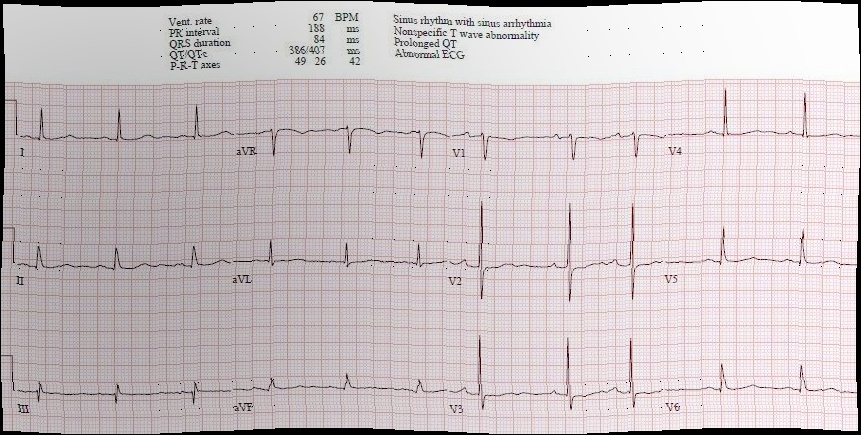 Vent. rate 67 BPM
PR interval 188 ms
QRS duration 84 ms
QT/QTc 386/407 ms
P-R-T axes 49 26 42
Sinus rhythm with sinus arrhythmia
Nonspecific T wave abnormality
Prolonged QT
Abnormal ECG
I aVR V1 V4
II aVL V2 V5
III aVF V3 V6